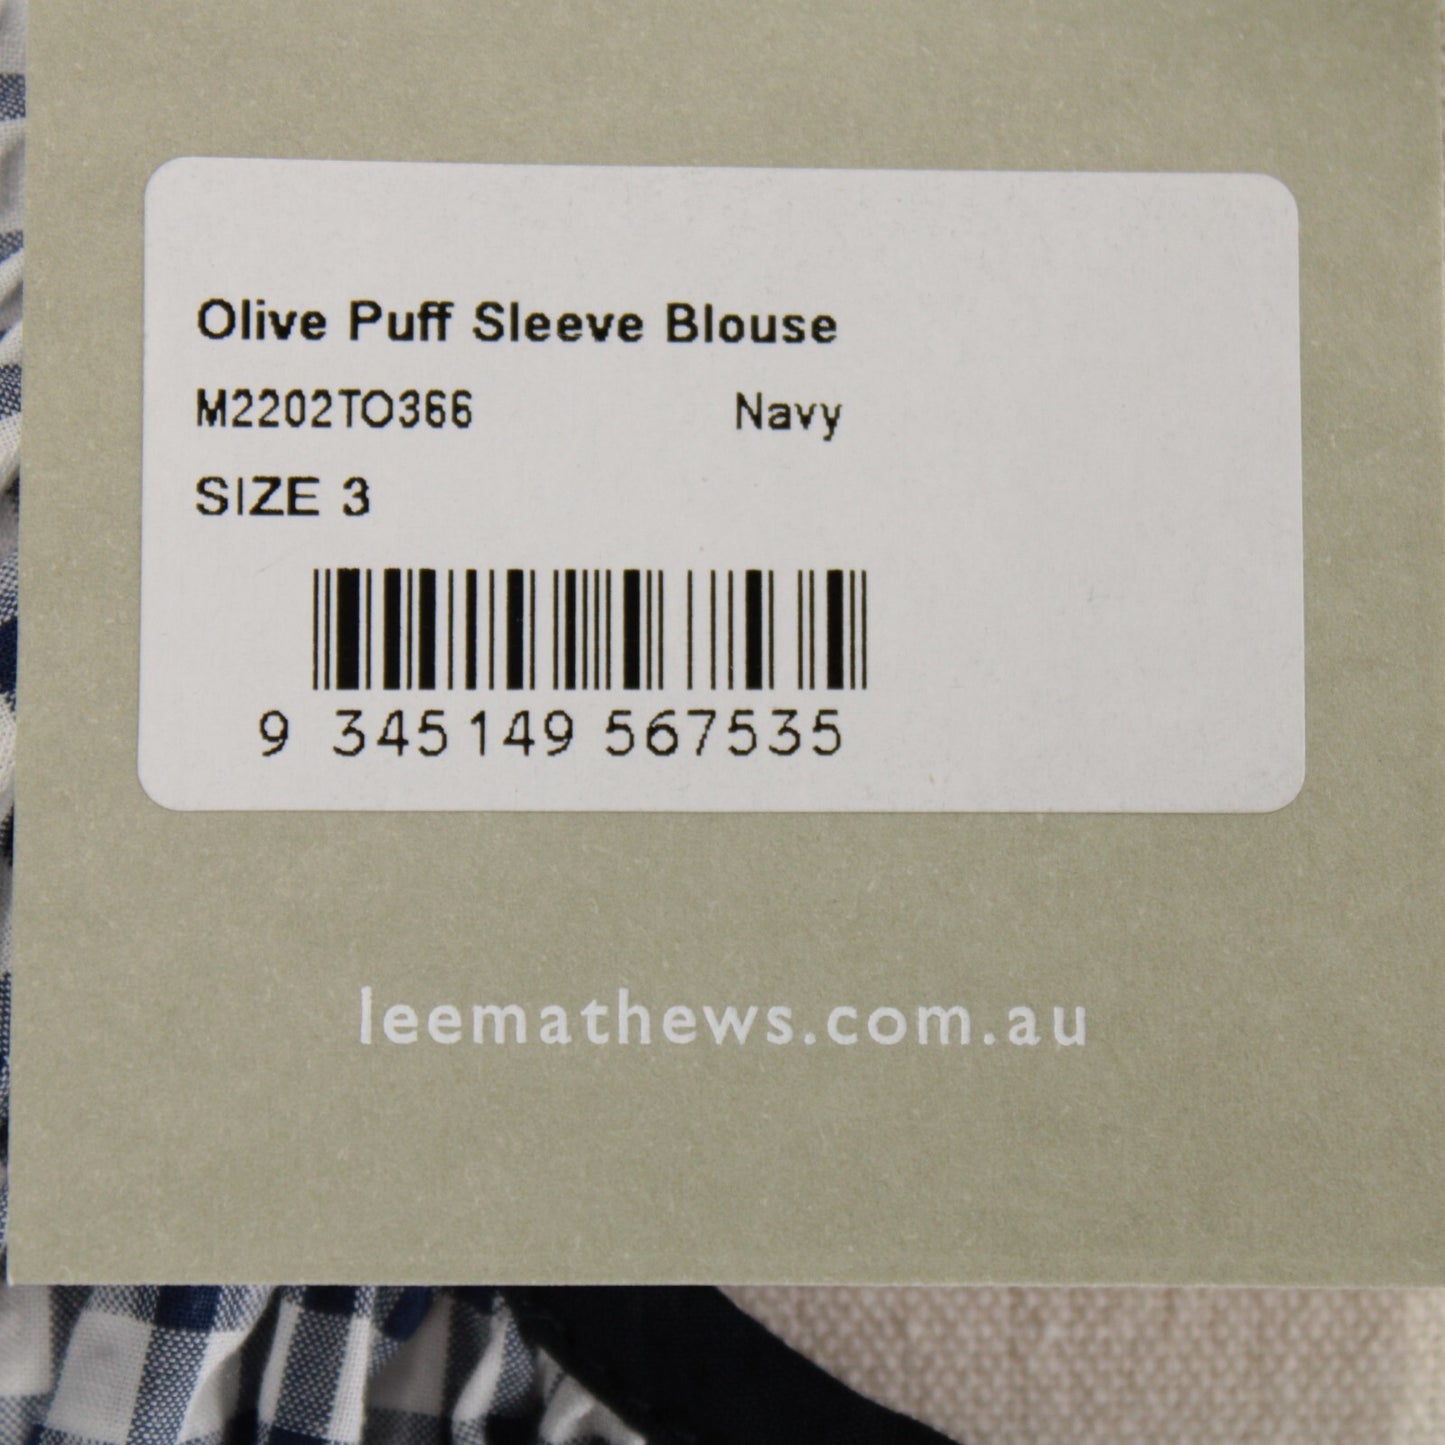 Olive Puff Sleeve Blouse
M2202TO366 Navy
SIZE 3
9 345149 567535
leemathews.com.au